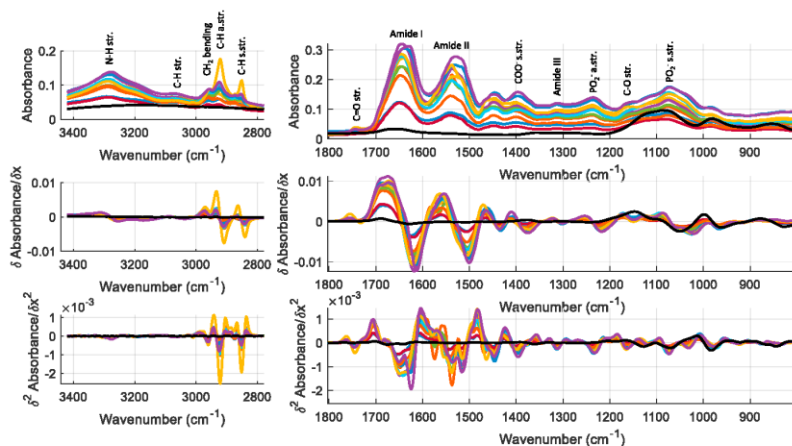 N-H str.
C-H str.
CH2 bending
C-H a.str.
C-H s.str.
Absorbance
0.2
0.1
0
3400 3200 3000 2800
Wavenumber (cm-1)
Amide I
Amide II
C=O str.
COO- s.str.
Amide III
PO2- a.str.
C-O str.
PO2- s.str.
Absorbance
0.3
0.2
0.1
0
1800 1700 1600 1500 1400 1300 1200 1100 1000 900
Wavenumber (cm-1)
δ Absorbance/δx
0.01
0
-0.01
3400 3200 3000 2800
Wavenumber (cm-1)
δ Absorbance/δx
0.01
0
-0.01
1800 1700 1600 1500 1400 1300 1200 1100 1000 900
Wavenumber (cm-1)
δ2 Absorbance/δx2
×10-3
1
0
-1
-2
3400 3200 3000 2800
Wavenumber (cm-1)
δ2 Absorbance/δx2
×10-3
1
0
-1
-2
1800 1700 1600 1500 1400 1300 1200 1100 1000 900
Wavenumber (cm-1)